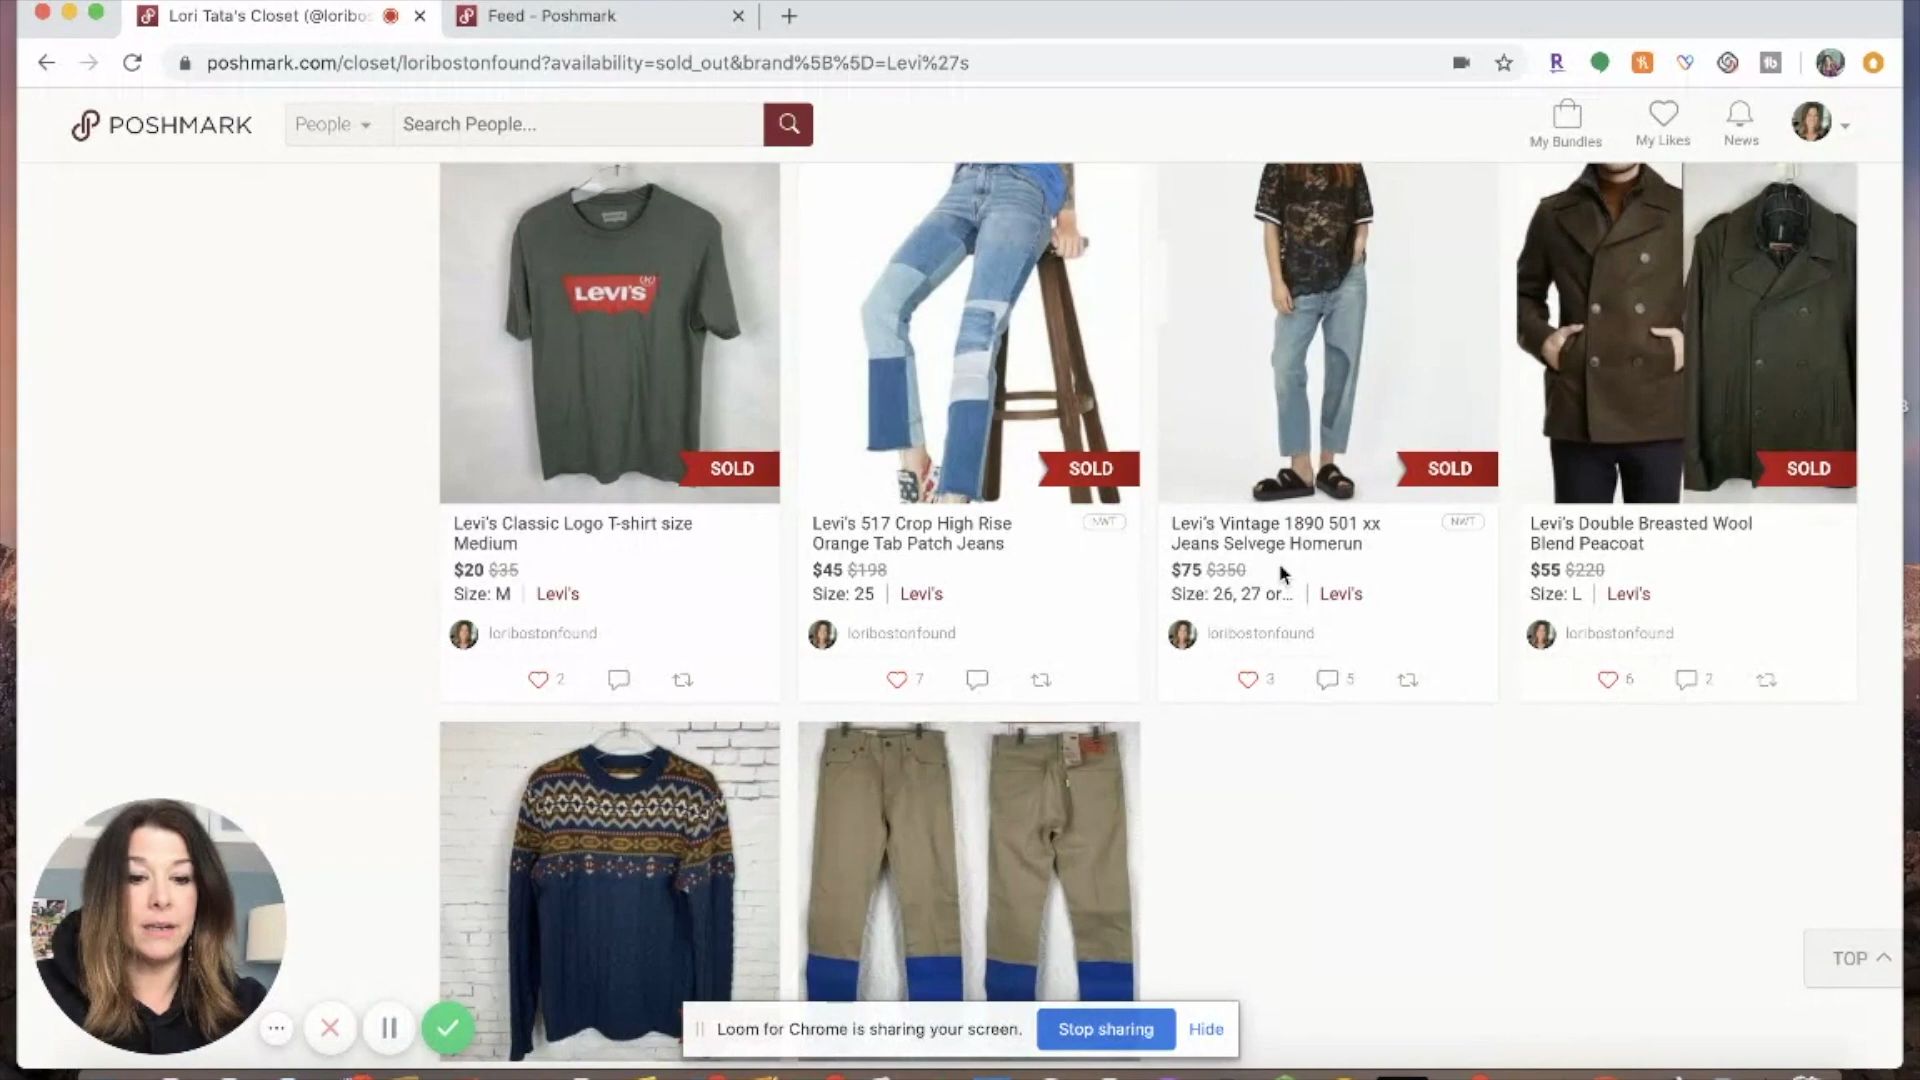 Lori Tata's Closet (@loribos
Feed - Poshmark
poshmark.com/closet/loribostonfound?availability=sold_out&brand%5B%5D=Levi%27s
POSHMARK
People
Search People...
My Bundles
My Likes
News
LEVI'S
SOLD
SOLD
SOLD
SOLD
Levi's Classic Logo T-shirt size
Medium
$20 $35
Size: M | Levi's
loribostonfound
2
Levi's 517 Crop High Rise
Orange Tab Patch Jeans
NWT
$45 $198
Size: 25 | Levi's
loribostonfound
7
Levi's Vintage 1890 501 xx
Jeans Selvege Homerun
NWT
$75 $350
Size: 26, 27 or... | Levi's
loribostonfound
3
5
Levi's Double Breasted Wool
Blend Peacoat
$55 $220
Size: L | Levi's
loribostonfound
6
2
TOP
Loom for Chrome is sharing your screen.
Stop sharing
Hide